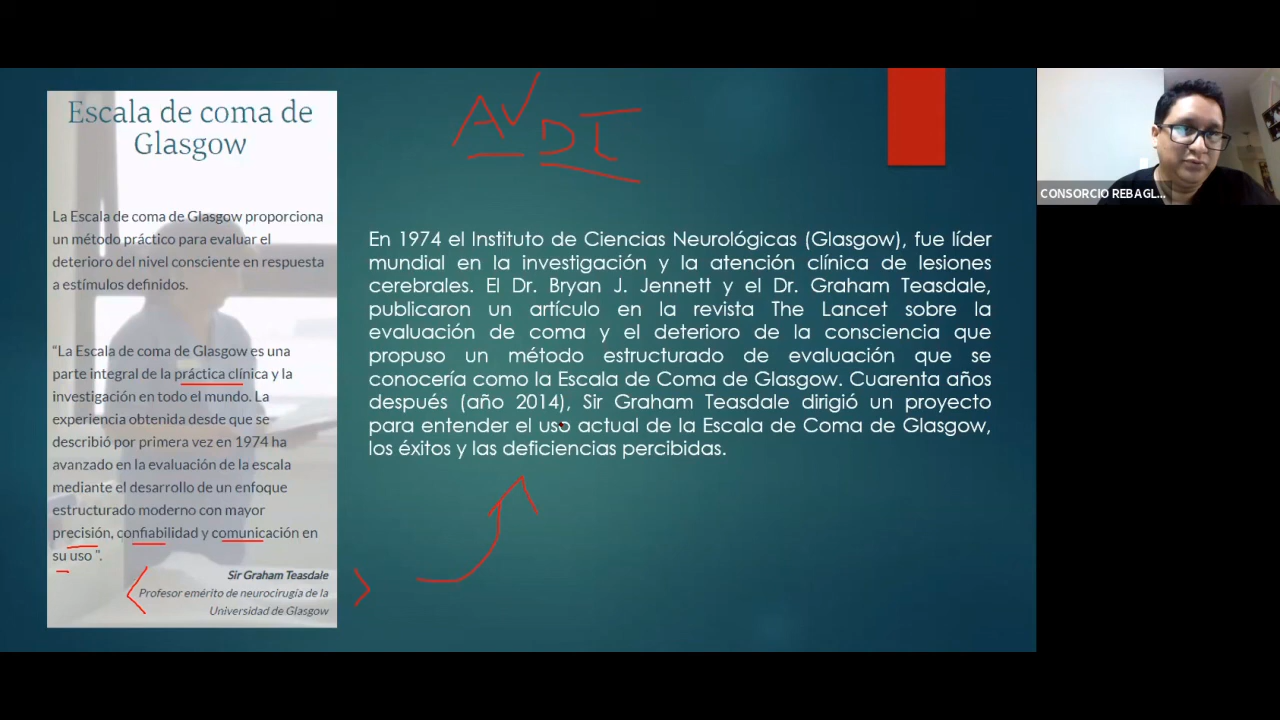 Escala de coma de
Glasgow
La Escala de coma de Glasgow proporciona
un método práctico para evaluar el
deterioro del nivel consciente en respuesta
a estímulos definidos.
“La Escala de coma de Glasgow es una
parte integral de la práctica clínica y la
investigación en todo el mundo. La
experiencia obtenida desde que se
describió por primera vez en 1974 ha
avanzado en la evaluación de la escala
mediante el desarrollo de un enfoque
estructurado moderno con mayor
precisión, confiabilidad y comunicación en
su uso ”.
Sir Graham Teasdale
Profesor emérito de neurocirugía de la
Universidad de Glasgow
AVDI
En 1974 el Instituto de Ciencias Neurológicas (Glasgow), fue líder
mundial en la investigación y la atención clínica de lesiones
cerebrales. El Dr. Bryan J. Jennett y el Dr. Graham Teasdale,
publicaron un artículo en la revista The Lancet sobre la
evaluación de coma y el deterioro de la consciencia que
propuso un método estructurado de evaluación que se
conocería como la Escala de Coma de Glasgow. Cuarenta años
después (año 2014), Sir Graham Teasdale dirigió un proyecto
para entender el uso actual de la Escala de Coma de Glasgow,
los éxitos y las deficiencias percibidas.
CONSORCIO REBAGL...